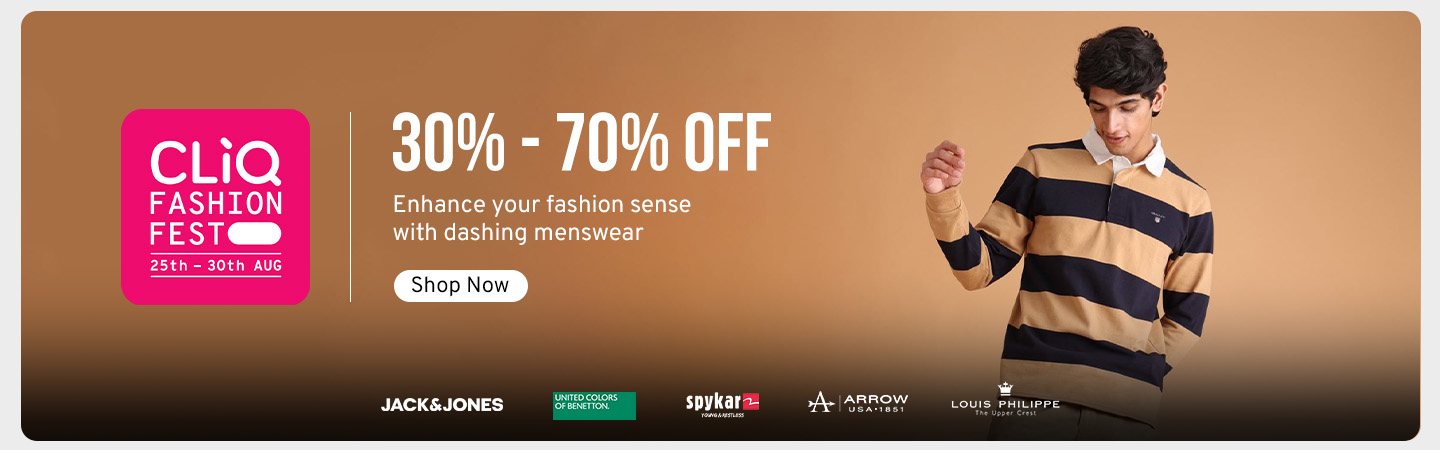 CLiQ
FASHION
FEST
25th – 30th AUG
30% - 70% OFF
Enhance your fashion sense
with dashing menswear
Shop Now
JACK&JONES
UNITED COLORS
OF BENETTON.
spykar
YOUNG & RESTLESS
ARROW
USA•1851
LOUIS PHILIPPE
The Upper Crest
GANT